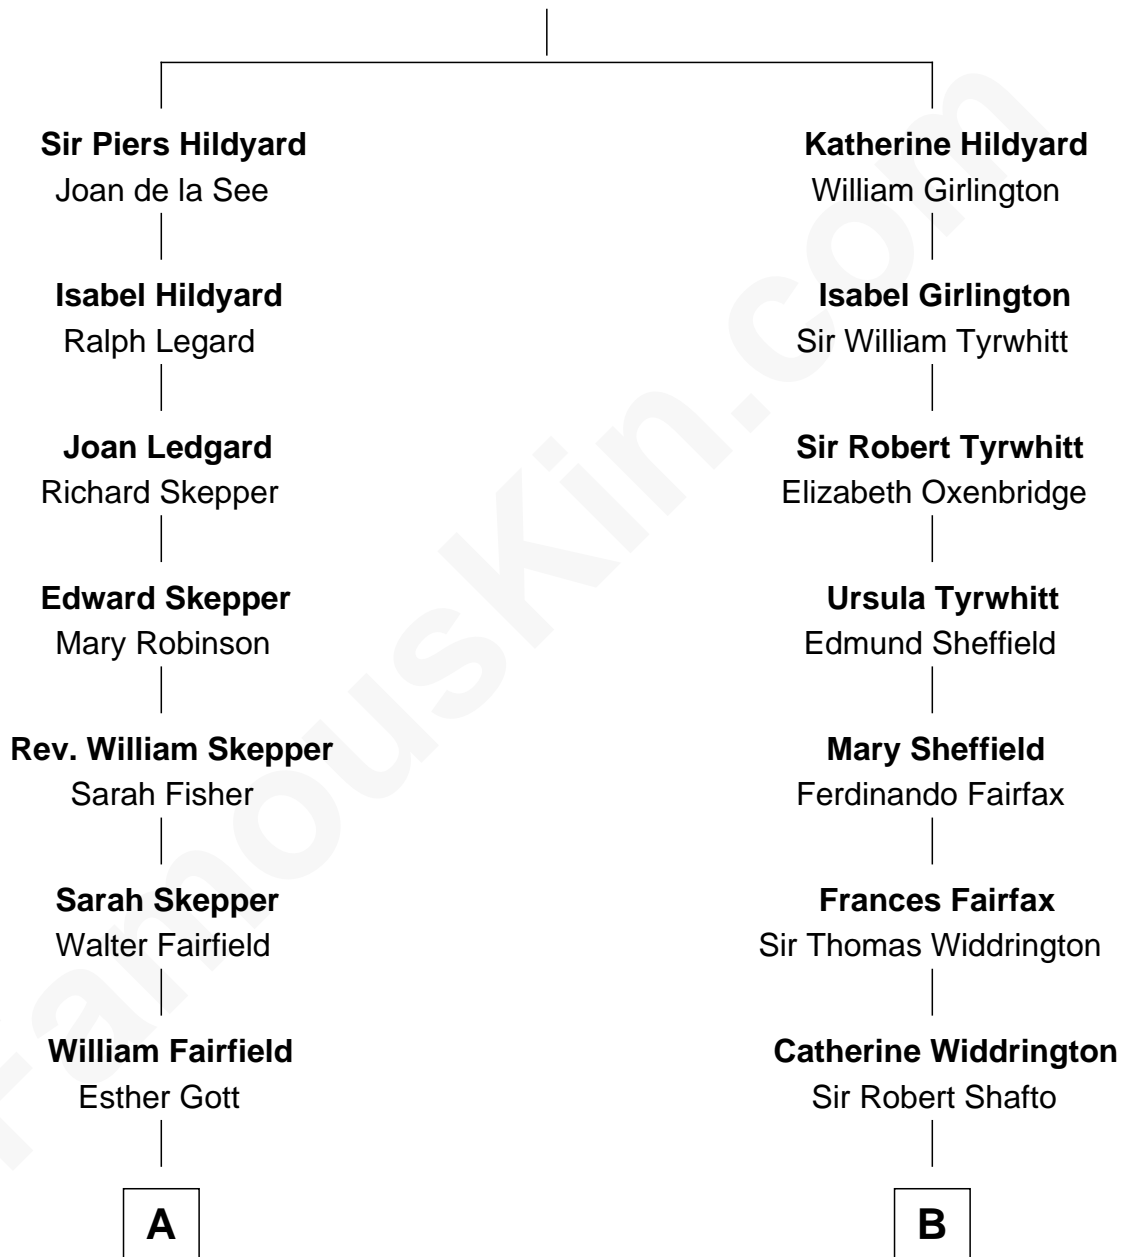 Sir Piers Hildyard
Joan de la See
Isabel Hildyard
Ralph Legard
Joan Ledgard
Richard Skepper
Edward Skepper
Mary Robinson
Rev. William Skepper
Sarah Fisher
Sarah Skepper
Walter Fairfield
William Fairfield
Esther Gott
A
Katherine Hildyard
William Girlington
Isabel Girlington
Sir William Tyrwhitt
Sir Robert Tyrwhitt
Elizabeth Oxenbridge
Ursula Tyrwhitt
Edmund Sheffield
Mary Sheffield
Ferdinando Fairfax
Frances Fairfax
Sir Thomas Widdrington
Catherine Widdrington
Sir Robert Shafto
B
FamousKin.com